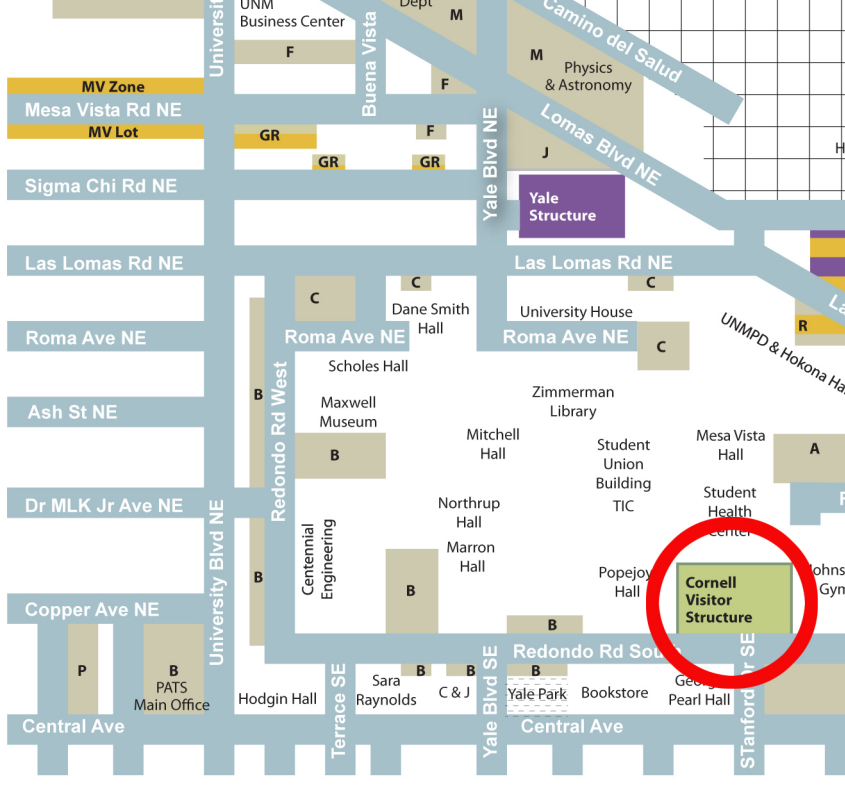 UNM
Business Center
Dept
M
Camino del Salud
Universi
Buena Vista
F
M
Physics
& Astronomy
MV Zone
F
Mesa Vista Rd NE
Lomas Blvd NE
MV Lot
GR
F
Yale Blvd NE
J
H
GR
GR
Sigma Chi Rd NE
Yale
Structure
Las Lomas Rd NE
Las Lomas Rd NE
C
C
C
La
Dane Smith
Hall
University House
UNMPD & Hokona Ha
R
Roma Ave NE
Roma Ave NE
Roma Ave NE
C
Scholes Hall
Redondo Rd West
B
Zimmerman
Library
Maxwell
Museum
Ash St NE
Mitchell
Hall
Student
Union
Building
TIC
Mesa Vista
Hall
A
B
Dr MLK Jr Ave NE
Northrup
Hall
Student
Health
Center
Marron
Hall
Centennial
Engineering
University Blvd NE
B
B
Popejoy
Hall
Cornell
Visitor
Structure
Johns
Gym
Copper Ave NE
B
Redondo Rd South
P
B
PATS
Main Office
Hodgin Hall
Terrace SE
Sara
Raynolds
B
B
C & J
Yale Blvd SE
B
Yale Park
Bookstore
Pearl Hall
STanford Dr SE
Central Ave
Central Ave